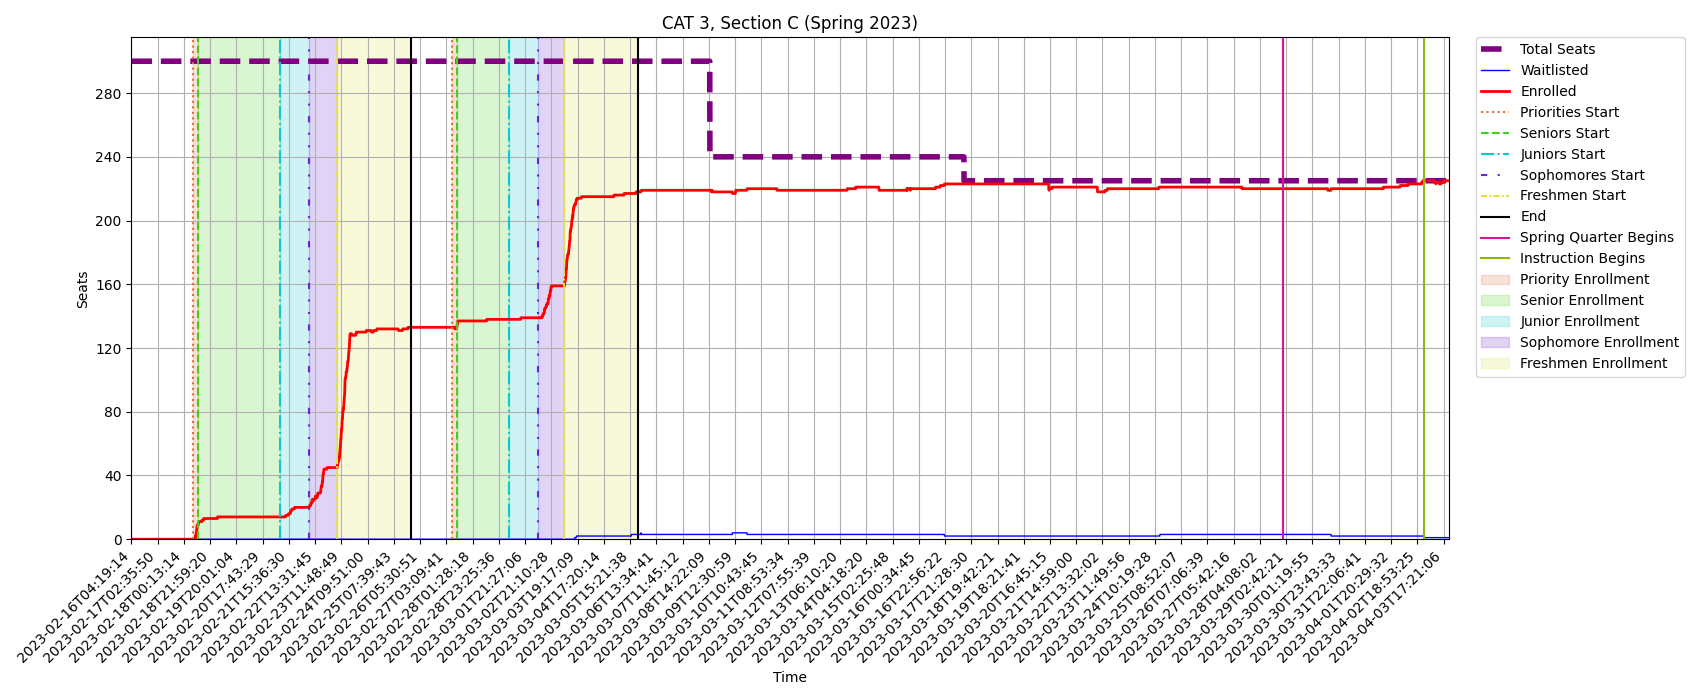 CAT 3, Section C (Spring 2023)
Seats
280
240
200
160
120
80
40
0
2023-02-16T04:19:14
2023-02-17T02:35:50
2023-02-18T00:13:14
2023-02-18T21:59:20
2023-02-19T20:01:04
2023-02-20T17:43:29
2023-02-21T15:36:30
2023-02-22T13:31:45
2023-02-23T11:48:49
2023-02-24T09:51:00
2023-02-25T07:39:43
2023-02-26T05:30:51
2023-02-27T03:09:41
2023-02-28T01:28:18
2023-02-28T23:25:36
2023-03-01T21:27:06
2023-03-02T21:10:28
2023-03-03T19:17:09
2023-03-04T17:20:14
2023-03-05T15:21:38
2023-03-06T13:34:41
2023-03-07T11:45:12
2023-03-08T14:22:09
2023-03-09T12:30:59
2023-03-10T10:43:45
2023-03-11T08:53:34
2023-03-12T07:55:39
2023-03-13T06:10:20
2023-03-14T04:18:20
2023-03-15T02:25:48
2023-03-16T00:34:45
2023-03-16T22:56:22
2023-03-17T21:28:30
2023-03-18T19:42:21
2023-03-19T18:21:41
2023-03-20T16:45:15
2023-03-21T14:59:00
2023-03-22T13:32:02
2023-03-23T11:49:56
2023-03-24T10:19:28
2023-03-25T08:52:07
2023-03-26T07:06:39
2023-03-27T05:42:16
2023-03-28T04:08:02
2023-03-29T02:42:21
2023-03-30T01:19:55
2023-03-30T23:43:33
2023-03-31T22:06:41
2023-04-01T20:29:32
2023-04-02T18:53:25
2023-04-03T17:21:06
Time
Total Seats
Waitlisted
Enrolled
Priorities Start
Seniors Start
Juniors Start
Sophomores Start
Freshmen Start
End
Spring Quarter Begins
Instruction Begins
Priority Enrollment
Senior Enrollment
Junior Enrollment
Sophomore Enrollment
Freshmen Enrollment